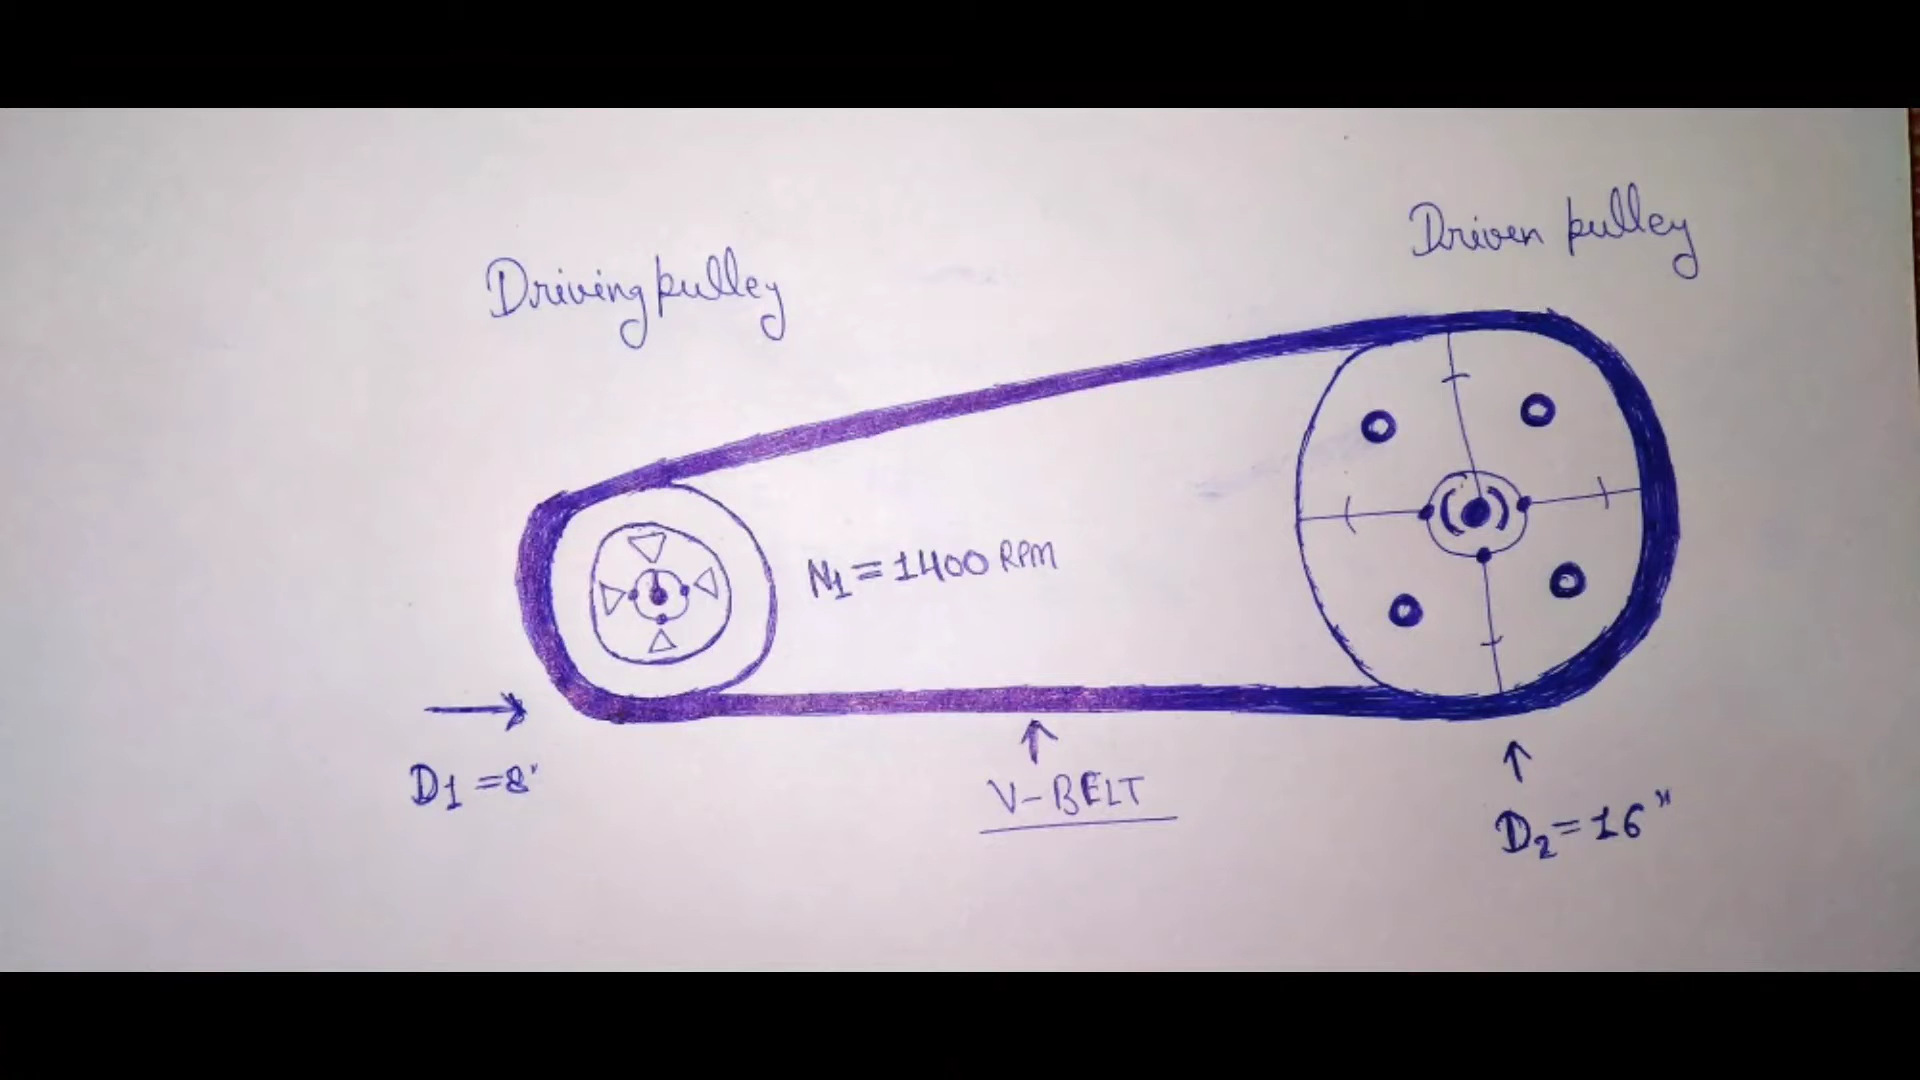 Driven pulley
Driving pulley
N1 = 1400 RPM
D1 = 8"
V-BELT
D2 = 16"